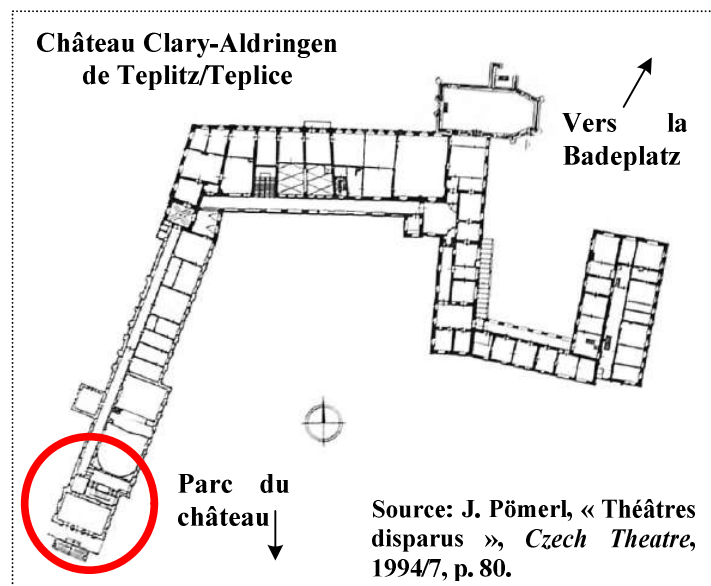 Château Clary-Aldringen
de Teplitz/Teplice
Vers la
Badeplatz
Parc du
château
Source: J. Pömerl, « Théâtres
disparus », Czech Theatre,
1994/7, p. 80.